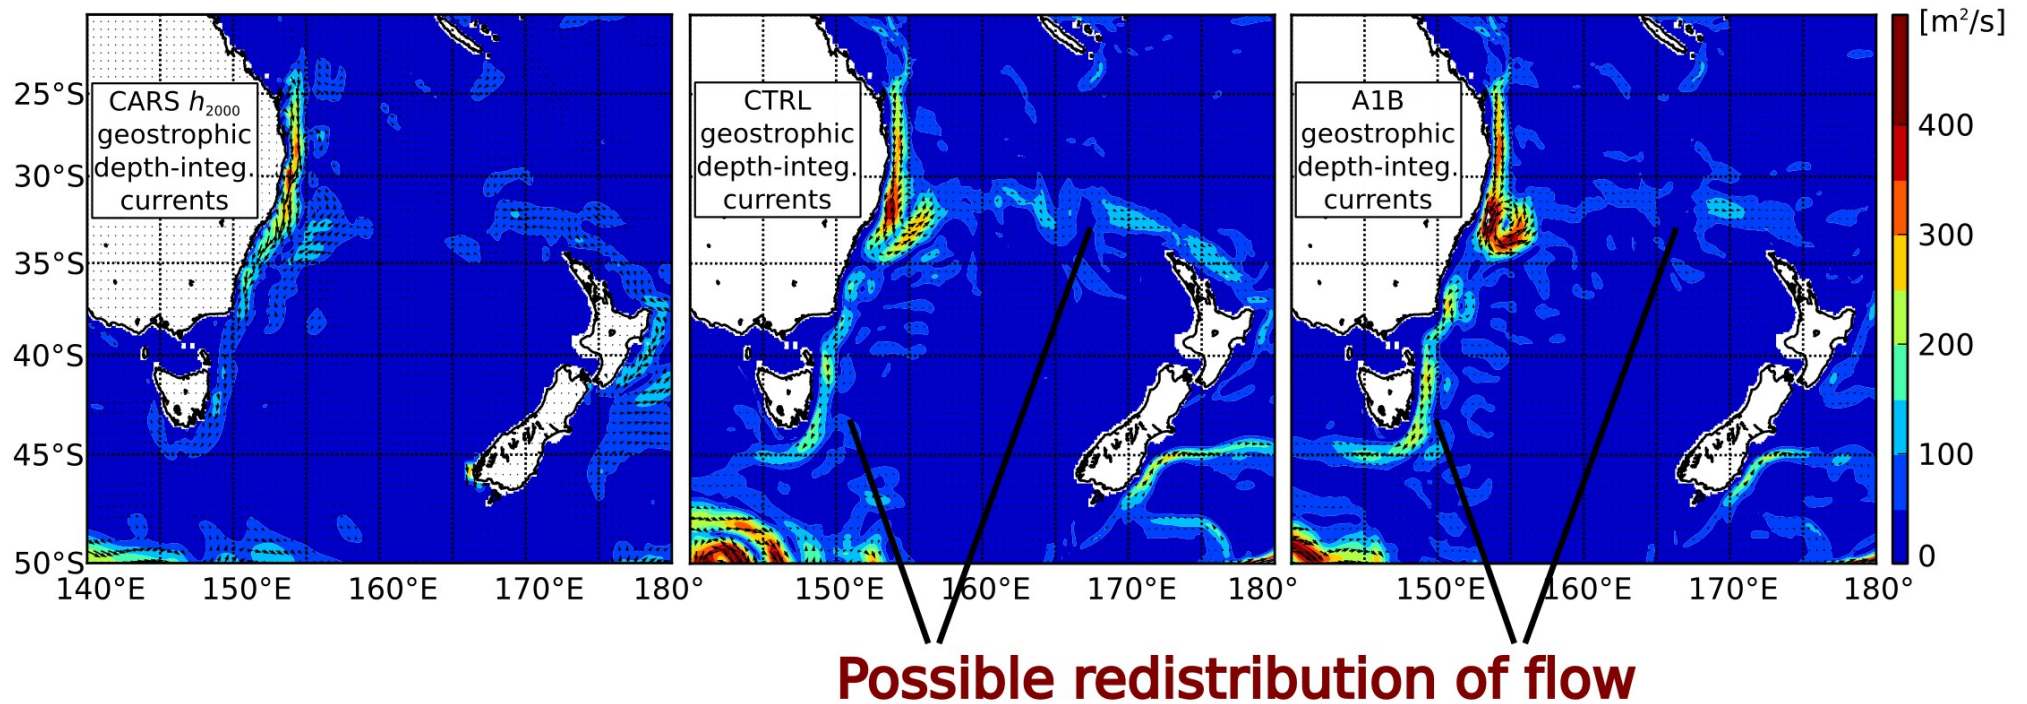 [m²/s]
CARS h₂₀₀₀
geostrophic
depth-integ.
currents
CTRL
geostrophic
depth-integ.
currents
A1B
geostrophic
depth-integ.
currents
25°S
30°S
35°S
40°S
45°S
50°S
400
300
200
100
0
140°E 150°E 160°E 170°E 180° 150°E 160°E 170°E 180° 150°E 160°E 170°E 180°
Possible redistribution of flow